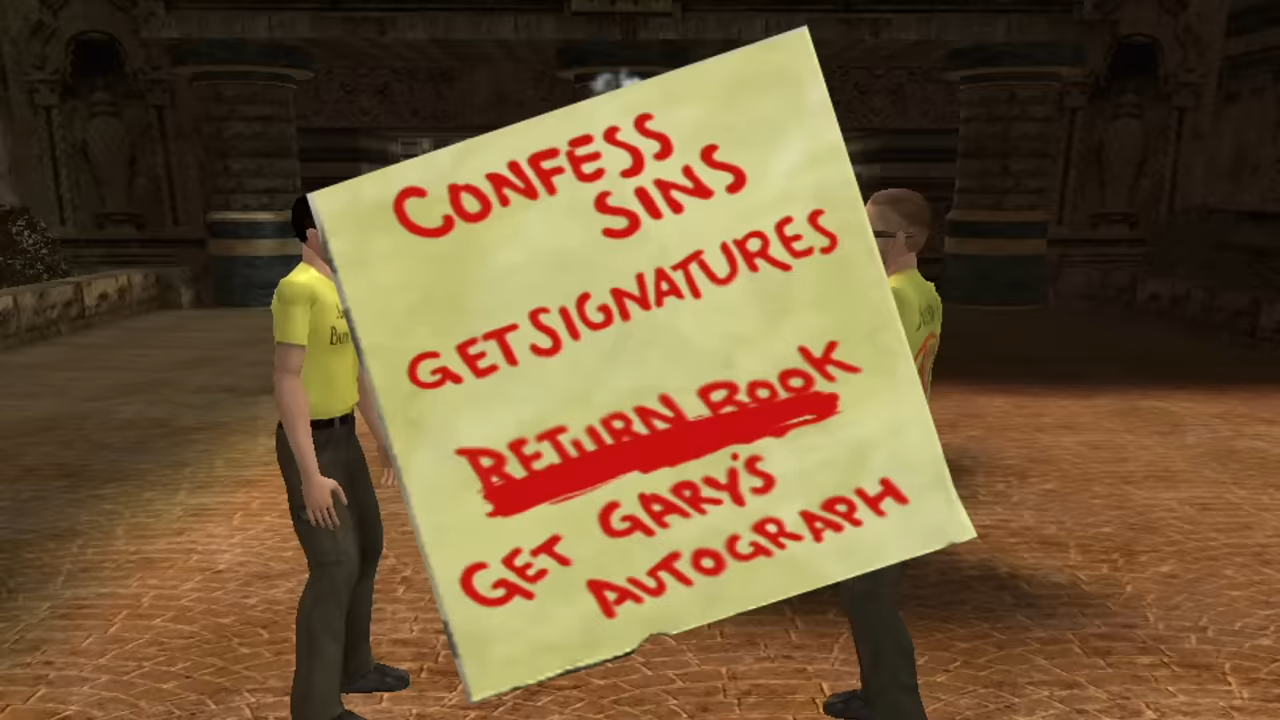 CONFESS
SINS
GET SIGNATURES
RETURN BOOK
GET GARY'S
AUTOGRAPH